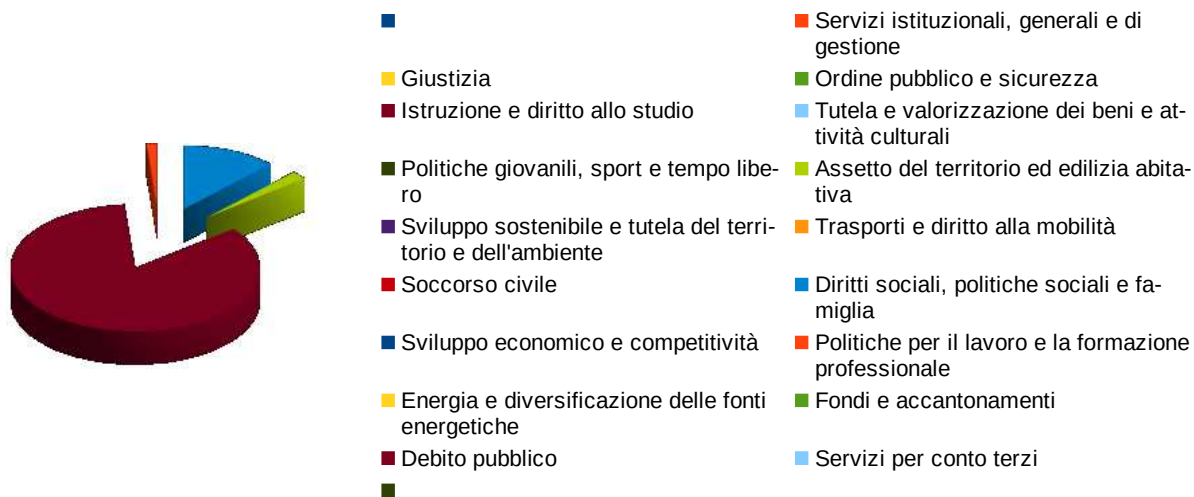 Servizi istituzionali, generali e di
gestione
Giustizia
Ordine pubblico e sicurezza
Istruzione e diritto allo studio
Tutela e valorizzazione dei beni e at-
tività culturali
Politiche giovanili, sport e tempo libe-
ro
Assetto del territorio ed edilizia abita-
tiva
Sviluppo sostenibile e tutela del terri-
torio e dell'ambiente
Trasporti e diritto alla mobilità
Soccorso civile
Diritti sociali, politiche sociali e fa-
miglia
Sviluppo economico e competitività
Politiche per il lavoro e la formazione
professionale
Energia e diversificazione delle fonti
energetiche
Fondi e accantonamenti
Debito pubblico
Servizi per conto terzi